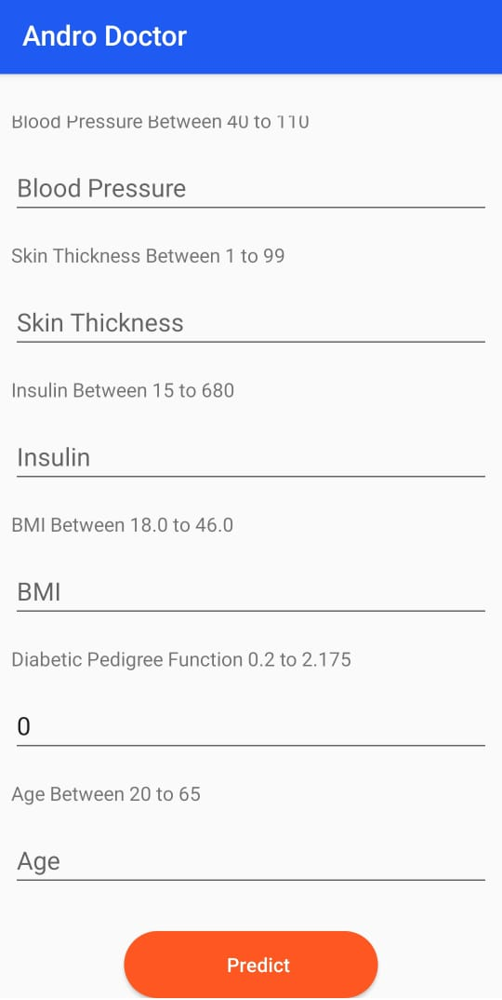 Andro Doctor
Blood Pressure Between 40 to 110
Blood Pressure
Skin Thickness Between 1 to 99
Skin Thickness
Insulin Between 15 to 680
Insulin
BMI Between 18.0 to 46.0
BMI
Diabetic Pedigree Function 0.2 to 2.175
0
Age Between 20 to 65
Age
Predict